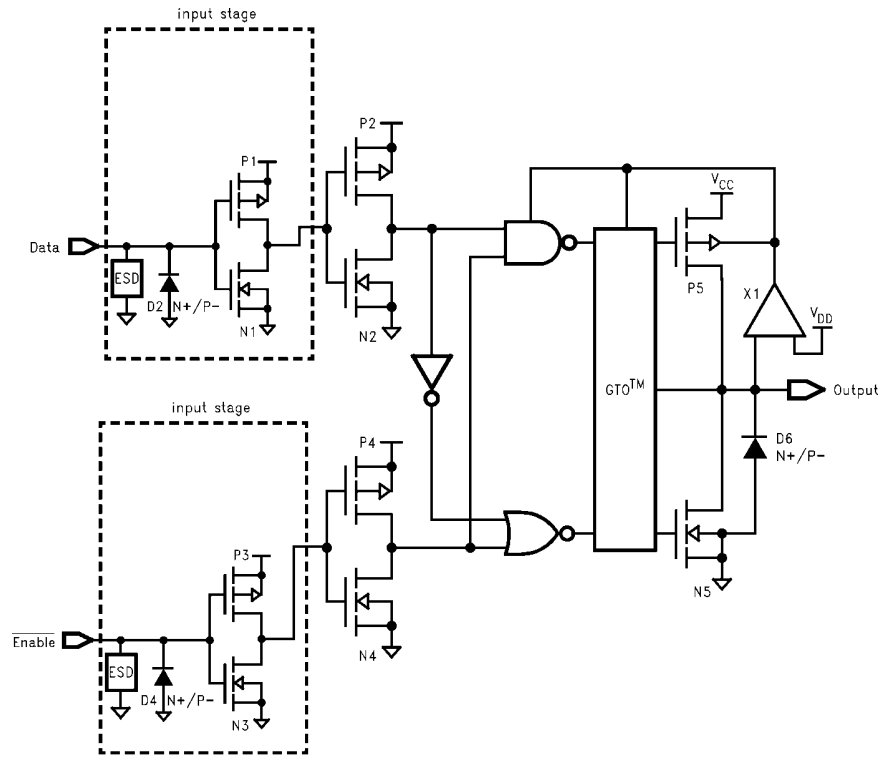 input stage
P2
P1
V_CC
Data
ESD
D2 N+/P-
P5
X1
V_DD
N1
N2
GTO™
Output
input stage
P4
D6
N+/P-
P3
N5
Enable
ESD
D4 N+/P-
N4
N3